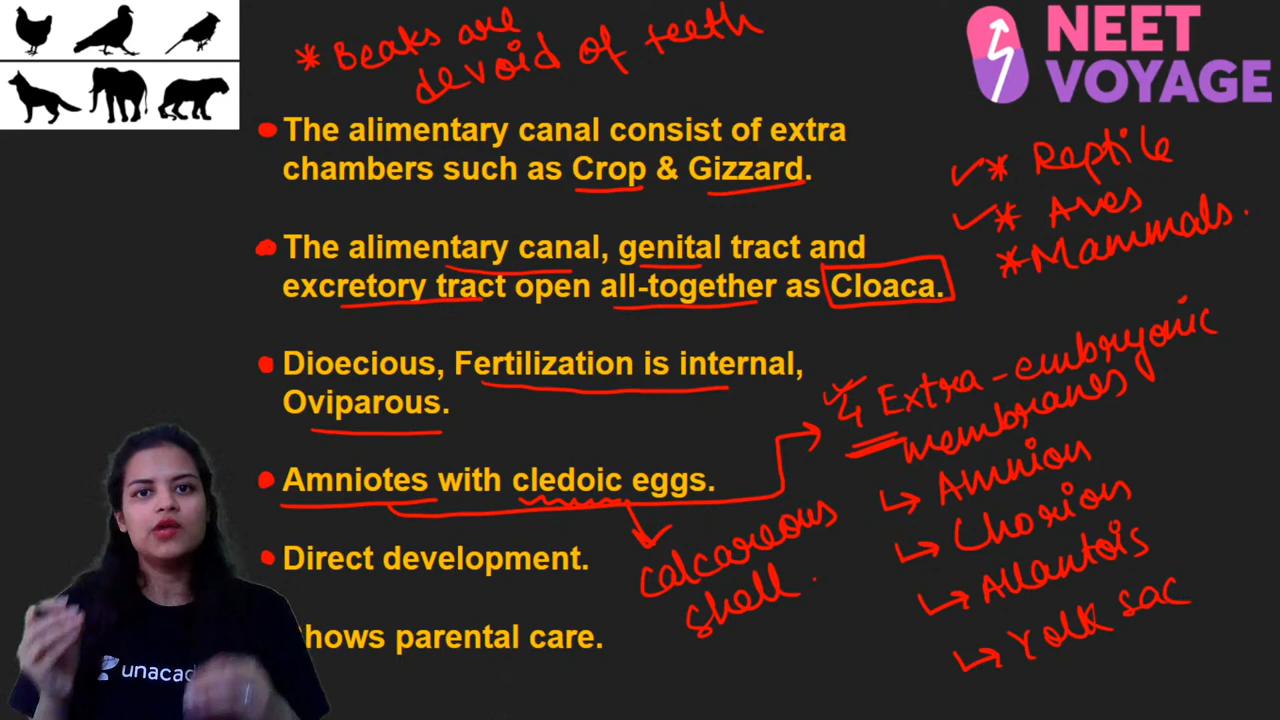 * Beaks are
devoid of teeth
NEET
VOYAGE
The alimentary canal consist of extra
chambers such as Crop & Gizzard.
* Reptile
* Aves
* Mammals.
The alimentary canal, genital tract and
excretory tract open all-together as Cloaca.
Dioecious, Fertilization is internal,
Oviparous.
4 Extra-embryonic
membranes
Amnion
Chorion
Allantois
Yolk sac
Amniotes with cledoic eggs.
calcareous
shell.
Direct development.
Shows parental care.
unacad